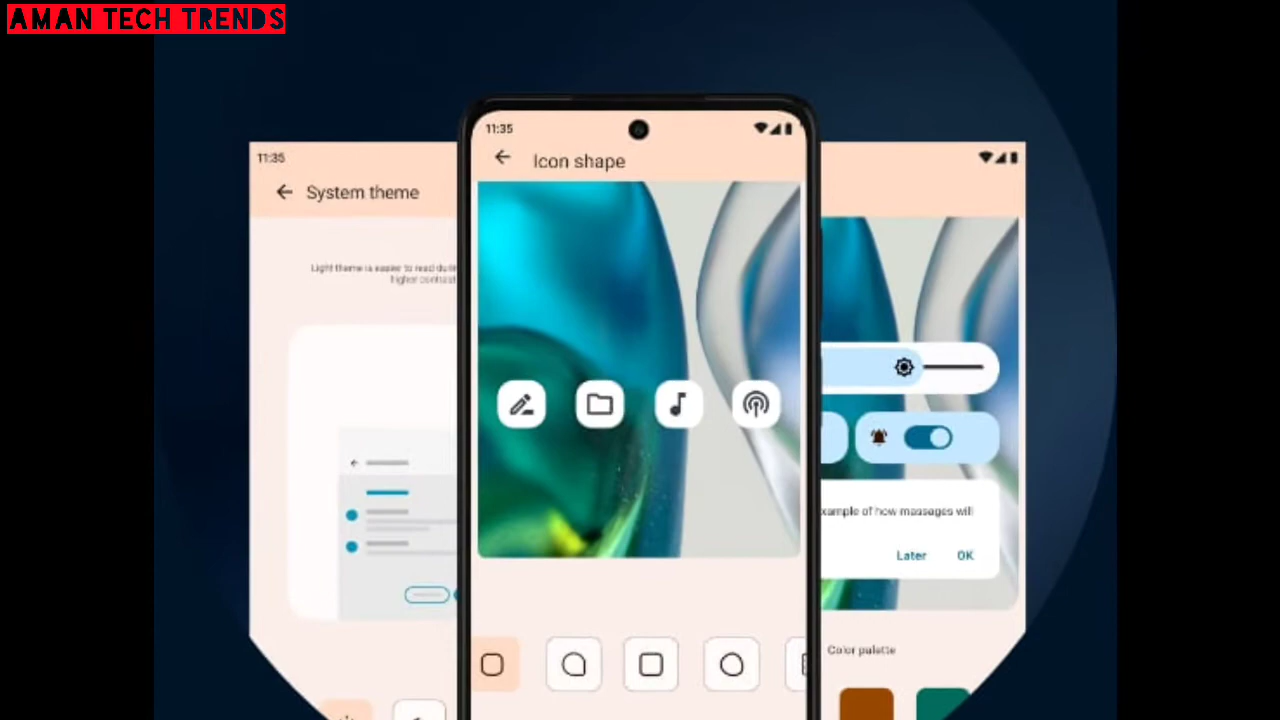 AMAN TECH TRENDS
11:35
System theme
Light theme is easier to read
higher contrast
11:35
Icon shape
xample of how massages will
Later OK
Color palette